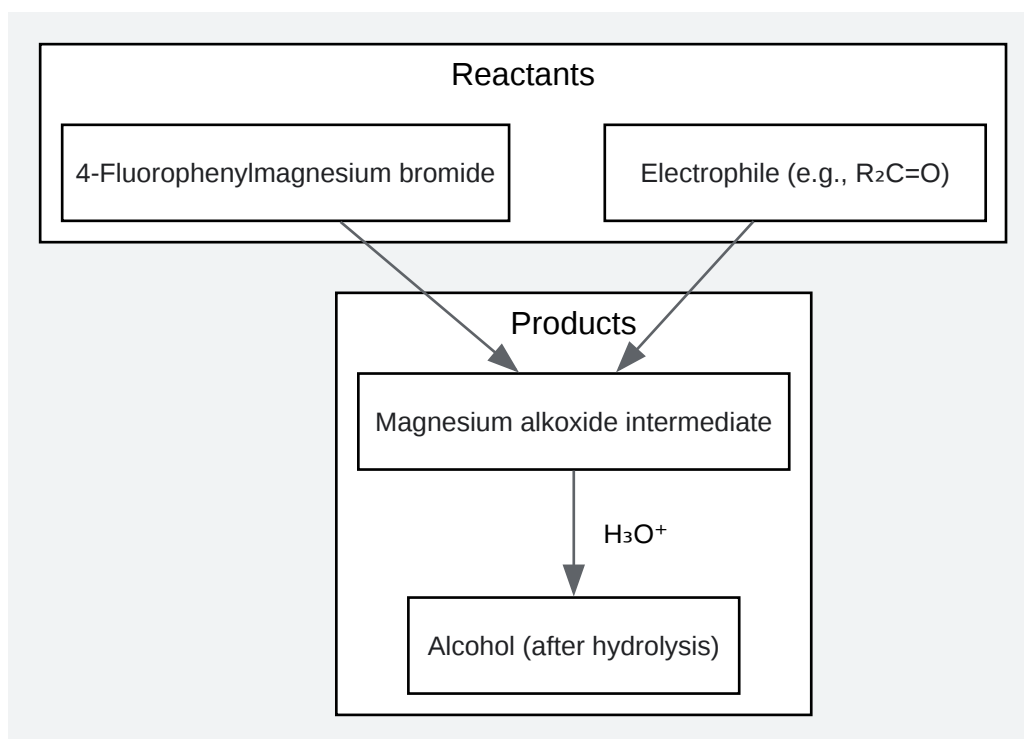 Reactants
4-Fluorophenylmagnesium bromide
Electrophile (e.g., R₂C=O)
Products
Magnesium alkoxide intermediate
H₃O⁺
Alcohol (after hydrolysis)